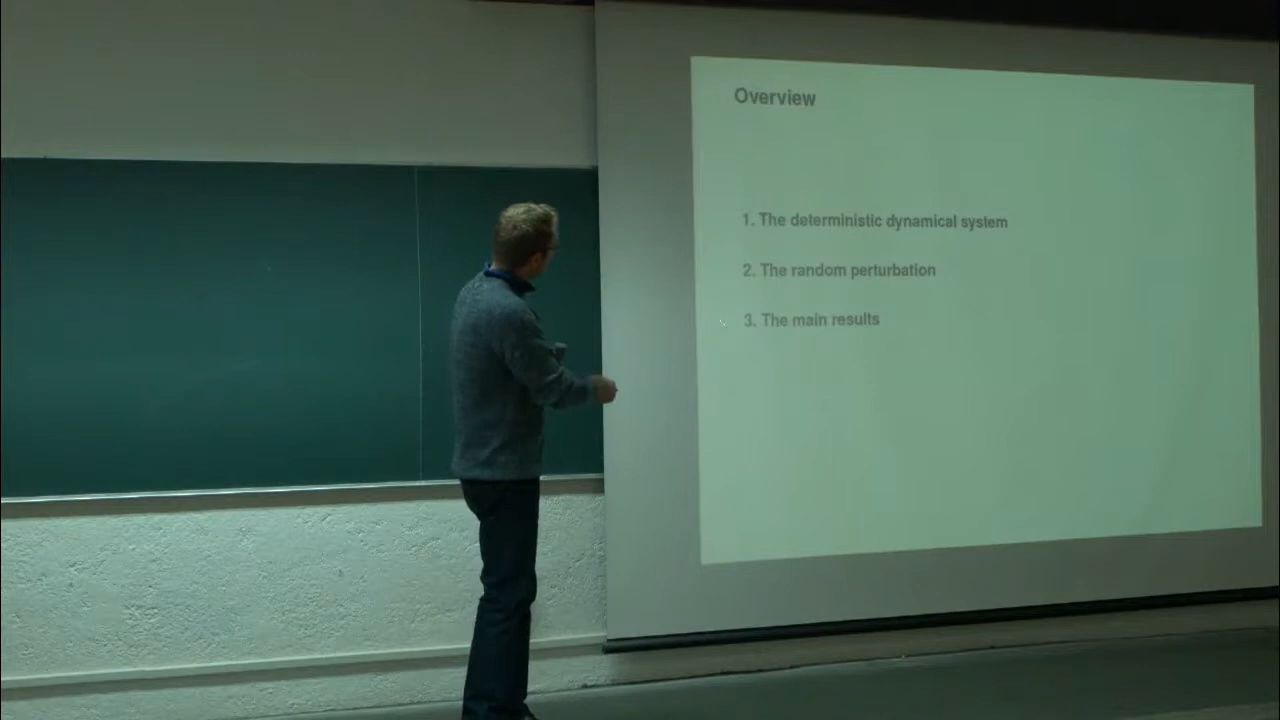 Overview
1. The deterministic dynamical system
2. The random perturbation
3. The main results